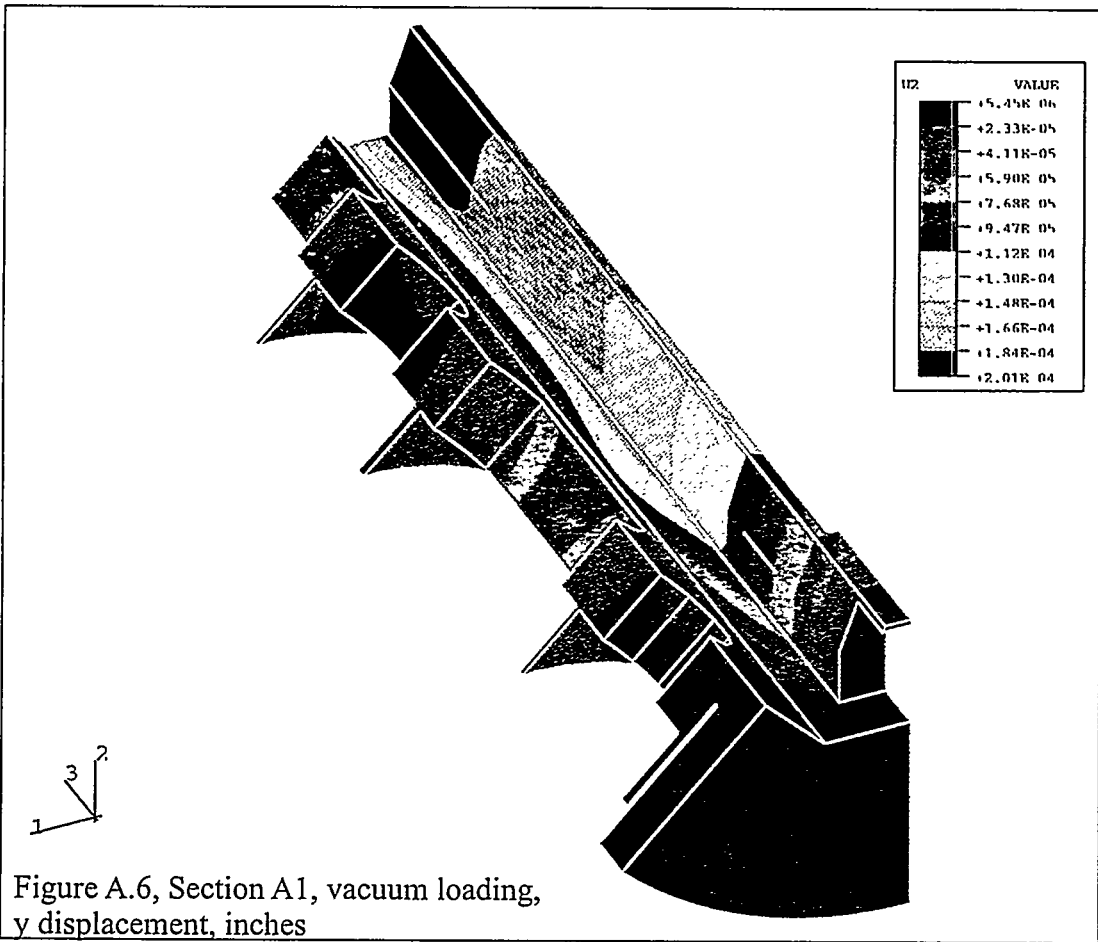 U2 VALUE
+5.45E 06
+2.33E-05
+4.11E-05
+5.90E 05
+7.68E 05
+9.47E 05
+1.12E 04
+1.30E-04
+1.48E-04
+1.66E-04
+1.84E-04
+2.01E 04
2
3
1
Figure A.6, Section A1, vacuum loading,
y displacement, inches